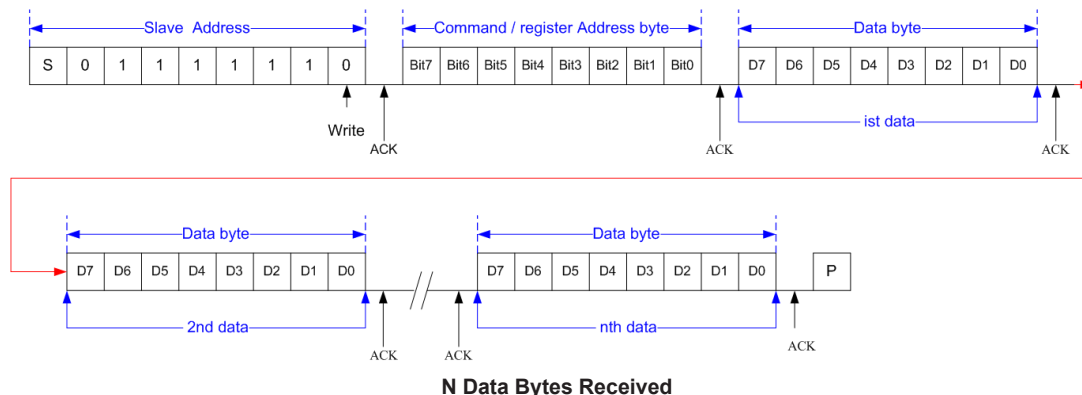 Slave Address Command / register Address byte Data byte
S 0 1 1 1 1 1 1 0 Bit7 Bit6 Bit5 Bit4 Bit3 Bit2 Bit1 Bit0 D7 D6 D5 D4 D3 D2 D1 D0
ist data
Write
ACK ACK ACK
Data byte Data byte
D7 D6 D5 D4 D3 D2 D1 D0 D7 D6 D5 D4 D3 D2 D1 D0 P
2nd data nth data
ACK ACK ACK
N Data Bytes Received